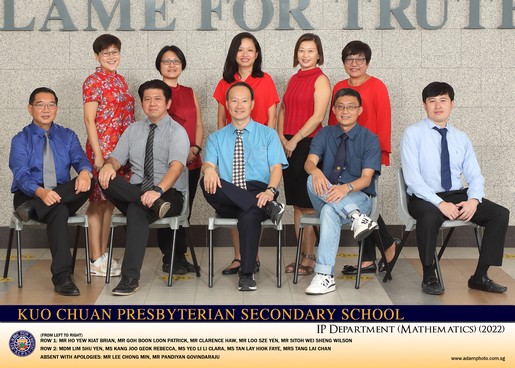 LAME FOR TRUTH
KUO CHUAN PRESBYTERIAN SECONDARY SCHOOL
IP DEPARTMENT (MATHEMATICS) (2022)
(FROM LEFT TO RIGHT)
ROW 1: MR HO YEW KIAT BRIAN, MR GOH BOON LOON PATRICK, MR CLARENCE HAW, MR LOO SZE YEN, MR SITOH WEI SHENG WILSON
ROW 2: MDM LIM SHU YEN, MS KANG JOO GEOK REBECCA, MS YEO LI LI CLARA, MS TAN LAY HIOK FAYE, MRS TANG LAI CHAN
ABSENT WITH APOLOGIES: MR LEE CHONG MIN, MR PANDIYAN GOVINDARAJU
www.adamphoto.com.sg